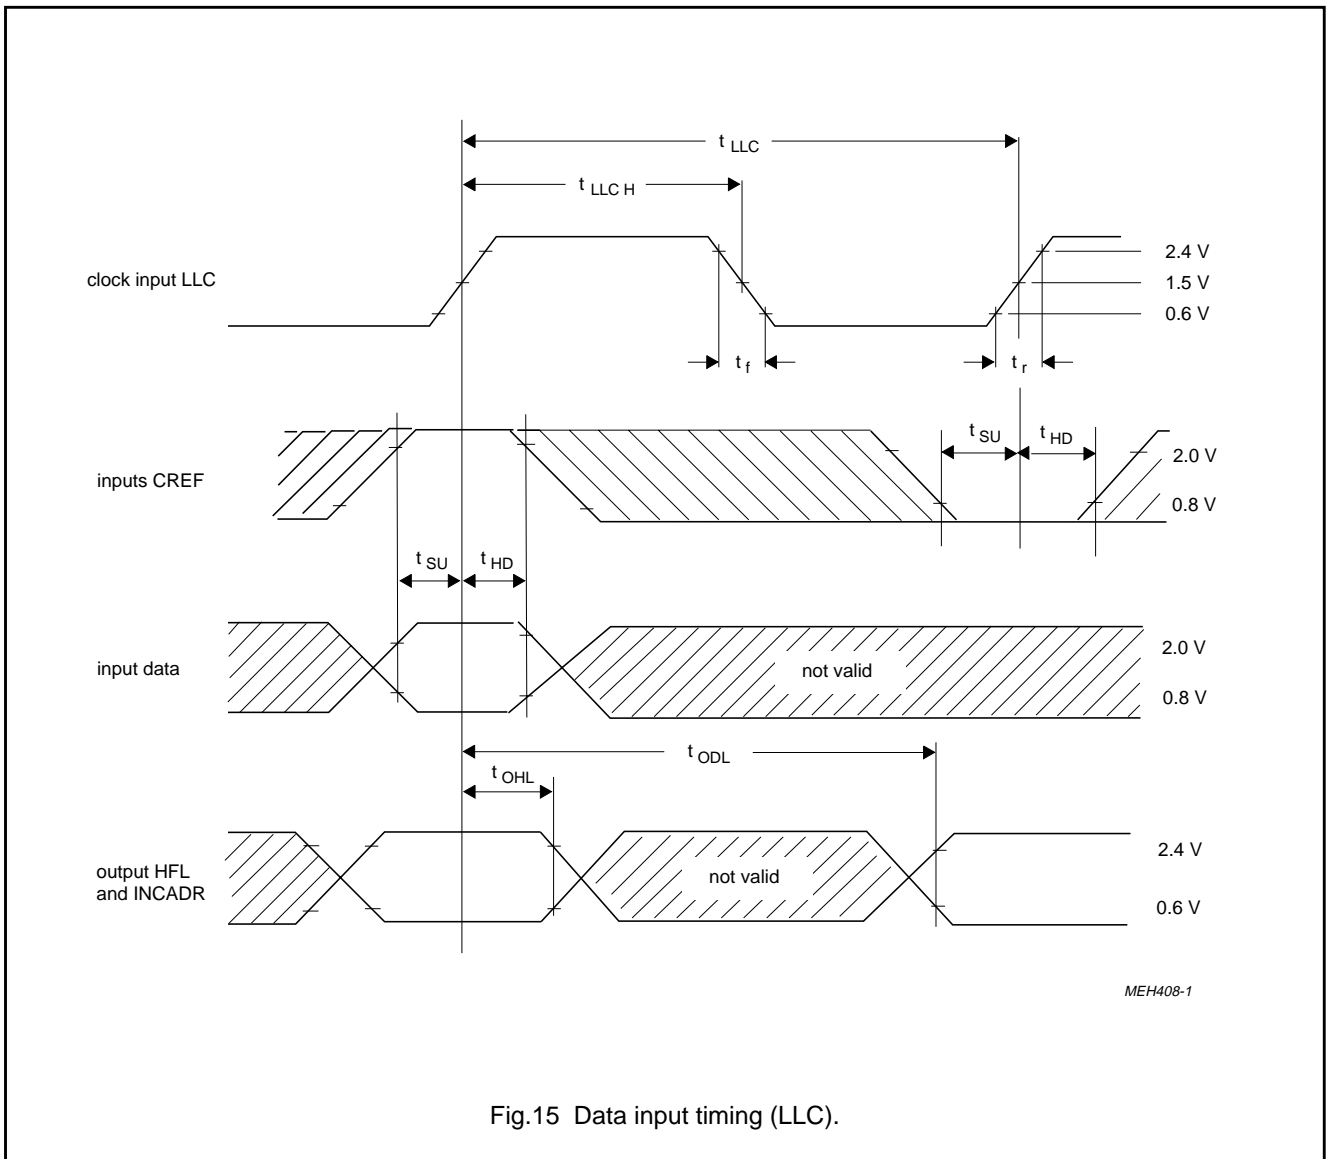 t LLC
t LLC H
clock input LLC
2.4 V
1.5 V
0.6 V
t f
t r
inputs CREF
t SU
t HD
2.0 V
0.8 V
t SU
t HD
input data
not valid
2.0 V
0.8 V
t ODL
t OHL
output HFL
and INCADR
not valid
2.4 V
0.6 V
MEH408-1
Fig.15 Data input timing (LLC).